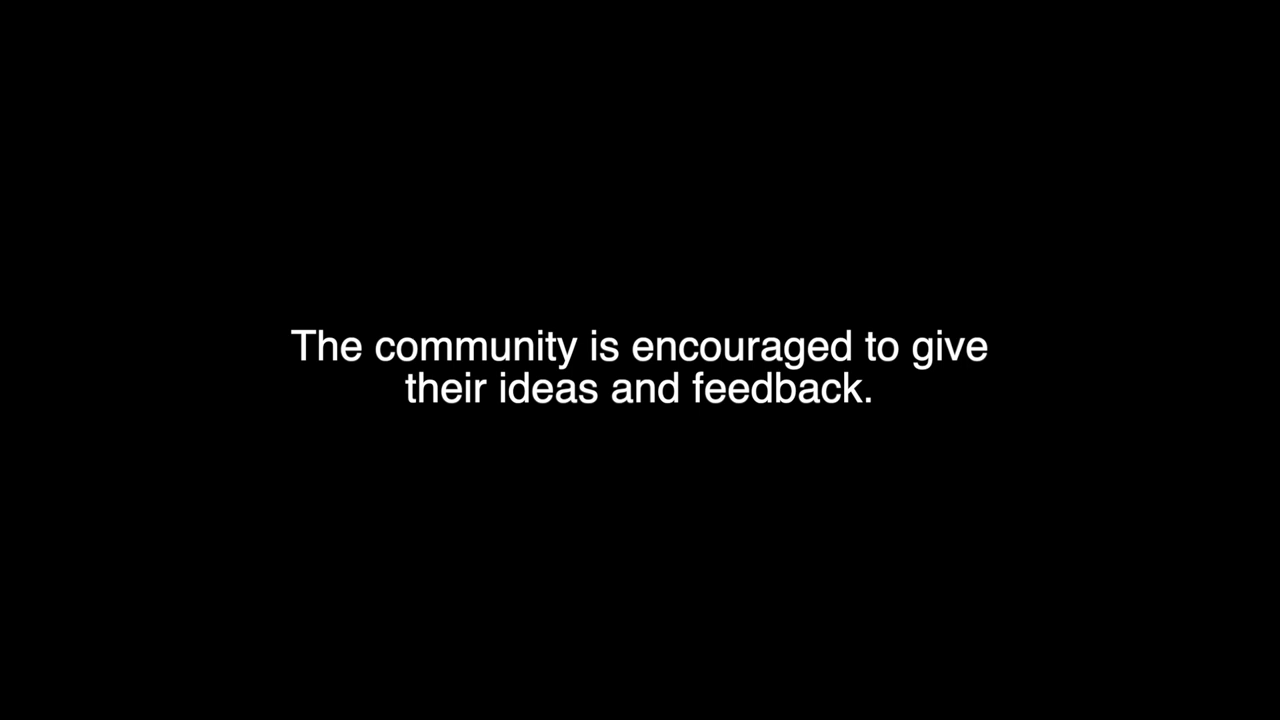 The community is encouraged to give
their ideas and feedback.